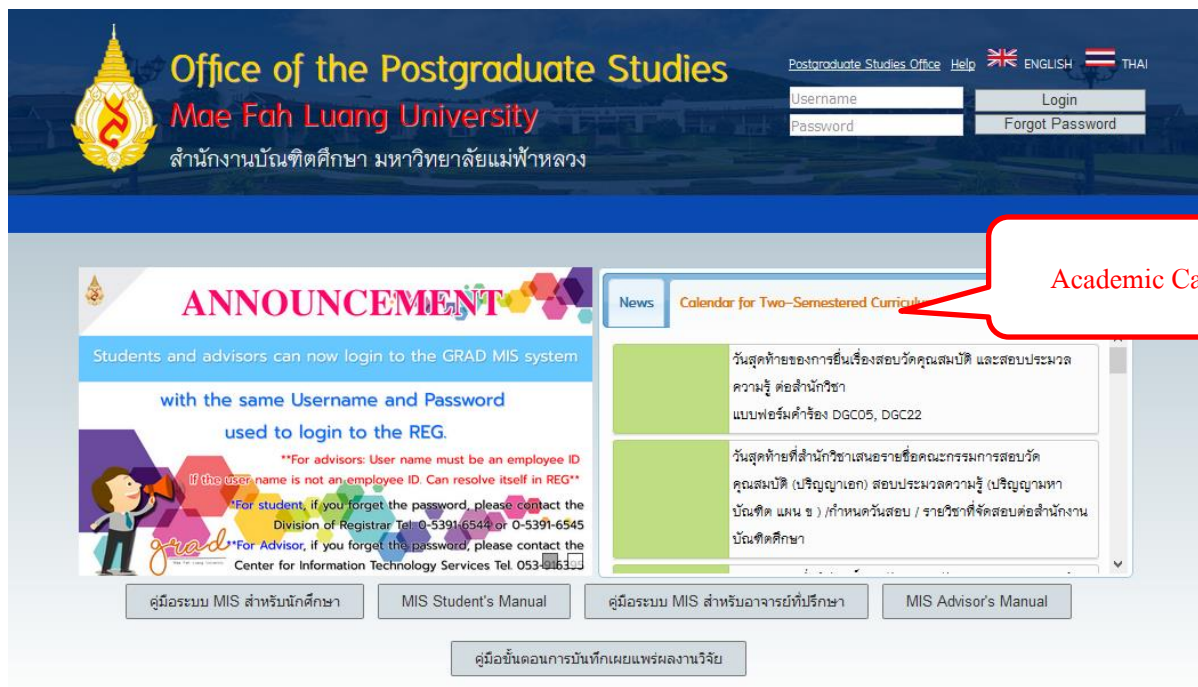 Office of the Postgraduate Studies
Mae Fah Luang University
สำนักงานบัณฑิตศึกษา มหาวิทยาลัยแม่ฟ้าหลวง
Postgraduate Studies Office Help ENGLISH THAI
Username Login
Password Forgot Password
ANNOUNCEMENT
Students and advisors can now login to the GRAD MIS system
with the same Username and Password
used to login to the REG.
**For advisors: User name must be an employee ID
If the user name is not an employee ID. Can resolve itself in REG**
*For student, if you forget the password, please contact the
Division of Registrar Tel: 0-5391-6544 or 0-5391-6545
**For Advisor, if you forget the password, please contact the
Center for Information Technology Services Tel. 053-916395
grad
News Calendar for Two-Semestered
Academic Ca
วันสุดท้ายของการยื่นเรื่องสอบวัดคุณสมบัติ และสอบประมวล
ความรู้ ต่อสำนักวิชา
แบบฟอร์มคำร้อง DGC05, DGC22
วันสุดท้ายที่สำนักวิชาเสนอรายชื่อคณะกรรมการสอบวัด
คุณสมบัติ (ปริญญาเอก) สอบประมวลความรู้ (ปริญญามหา
บัณฑิต แผน ข ) /กำหนดวันสอบ / รายวิชาที่จัดสอบต่อสำนักงาน
บัณฑิตศึกษา
คู่มือระบบ MIS สำหรับนักศึกษา MIS Student's Manual คู่มือระบบ MIS สำหรับอาจารย์ที่ปรึกษา MIS Advisor's Manual
คู่มือขั้นตอนการบันทึกเผยแพร่ผลงานวิจัย